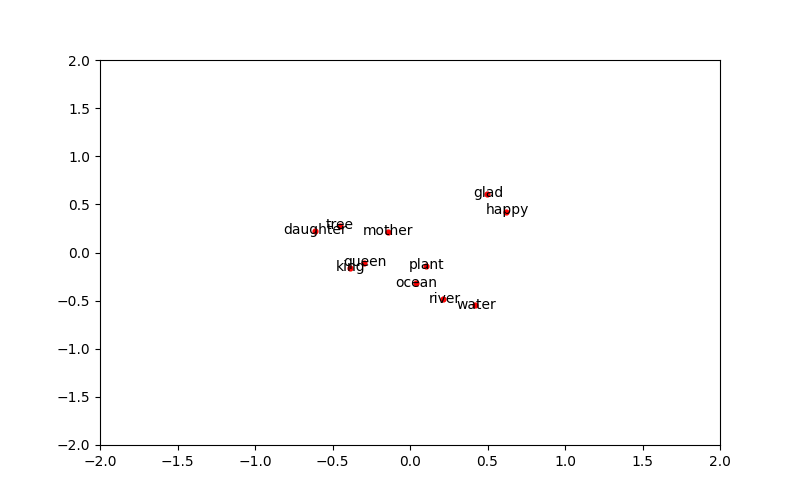 2.0
1.5
1.0
0.5
0.0
−0.5
−1.0
−1.5
−2.0
glad
happy
tree
daughter
mother
queen
king
plant
ocean
river
water
−2.0 −1.5 −1.0 −0.5 0.0 0.5 1.0 1.5 2.0